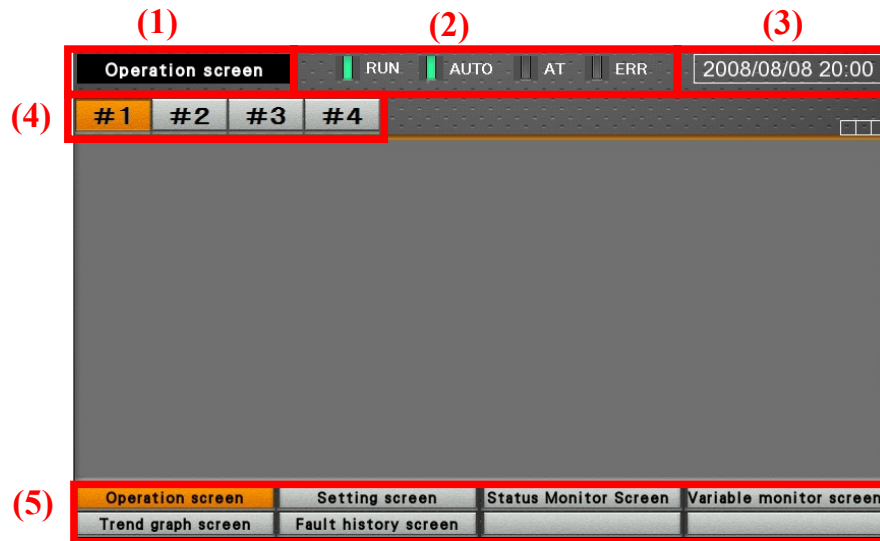 (1) (2) (3)
Operation screen RUN AUTO AT ERR 2008/08/08 20:00
(4) #1 #2 #3 #4
(5) Operation screen Setting screen Status Monitor Screen Variable monitor screen
Trend graph screen Fault history screen